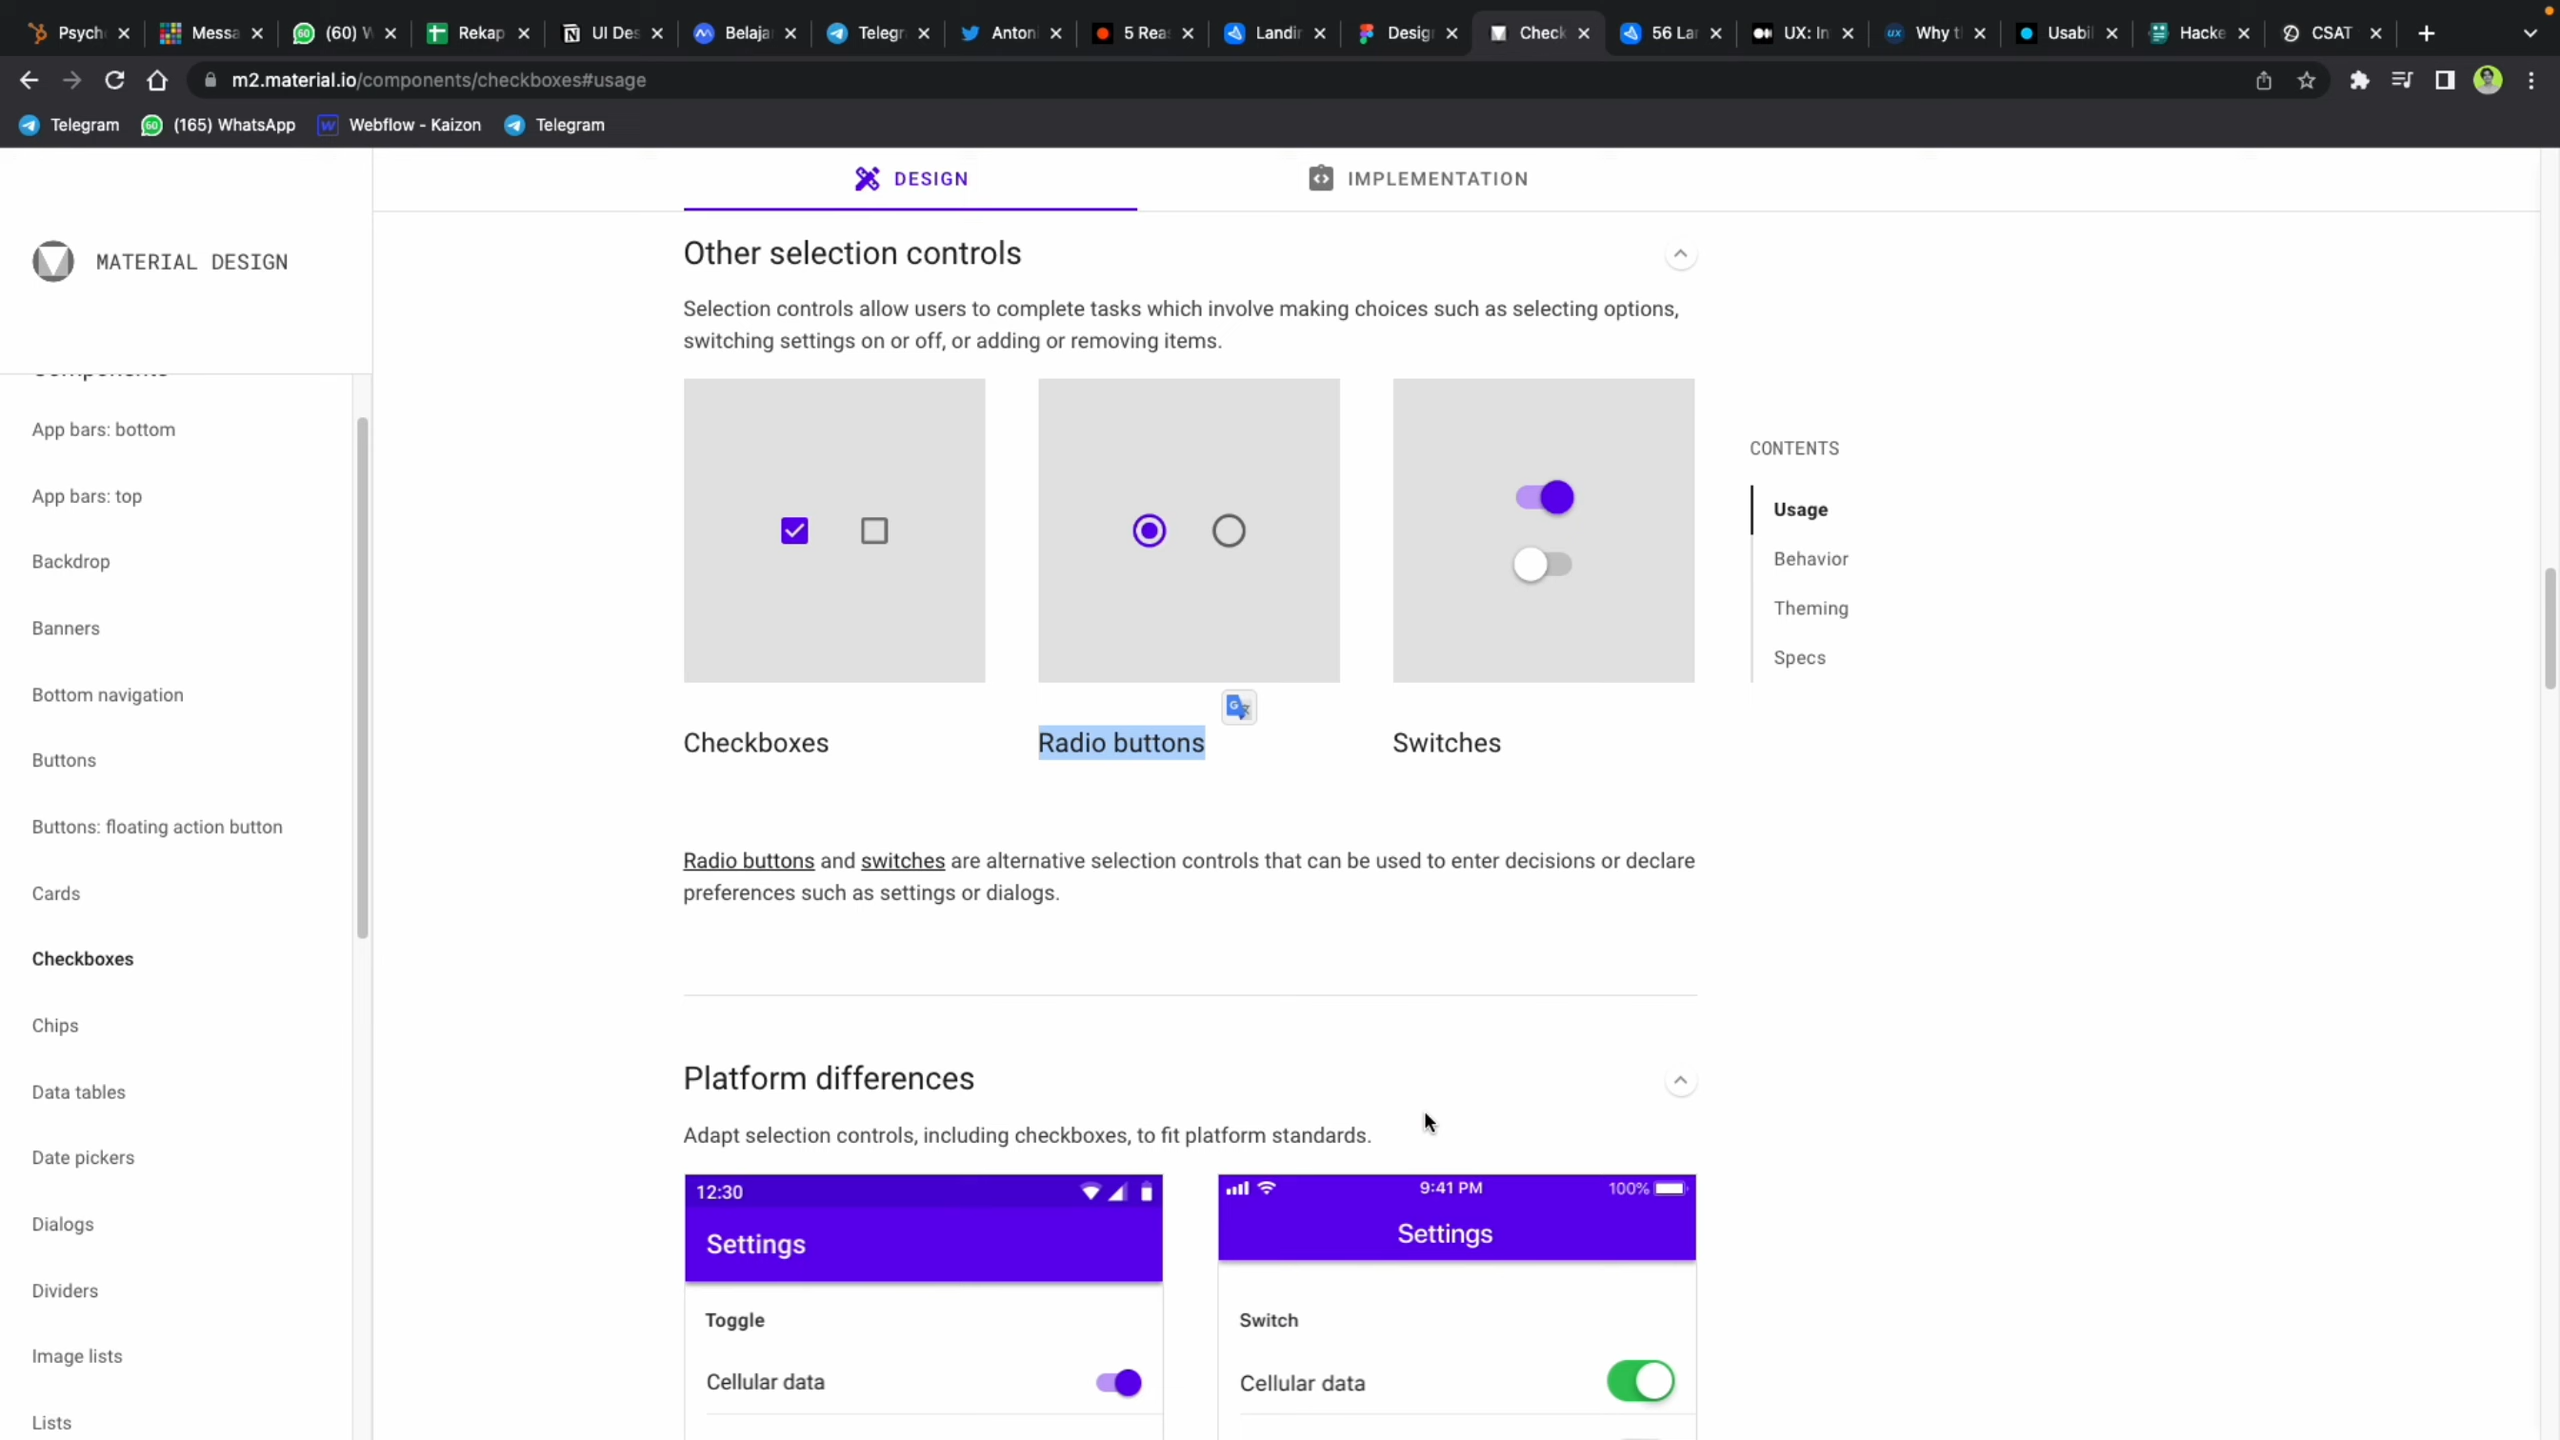 Psych
Messa
(60) W
Rekap
UI Des
Belaja
Telegr
Anton
5 Rea
Landin
Design
Check
56 Lan
UX: In
Why t
Usabil
Hacke
CSAT
m2.material.io/components/checkboxes#usage
Telegram
(165) WhatsApp
Webflow - Kaizon
Telegram
DESIGN
IMPLEMENTATION
MATERIAL DESIGN
Components
App bars: bottom
App bars: top
Backdrop
Banners
Bottom navigation
Buttons
Buttons: floating action button
Cards
Checkboxes
Chips
Data tables
Date pickers
Dialogs
Dividers
Image lists
Lists
Other selection controls
Selection controls allow users to complete tasks which involve making choices such as selecting options,
switching settings on or off, or adding or removing items.
Checkboxes
Radio buttons
Switches
Radio buttons and switches are alternative selection controls that can be used to enter decisions or declare
preferences such as settings or dialogs.
Platform differences
Adapt selection controls, including checkboxes, to fit platform standards.
12:30
Settings
Toggle
Cellular data
9:41 PM
100%
Settings
Switch
Cellular data
CONTENTS
Usage
Behavior
Theming
Specs